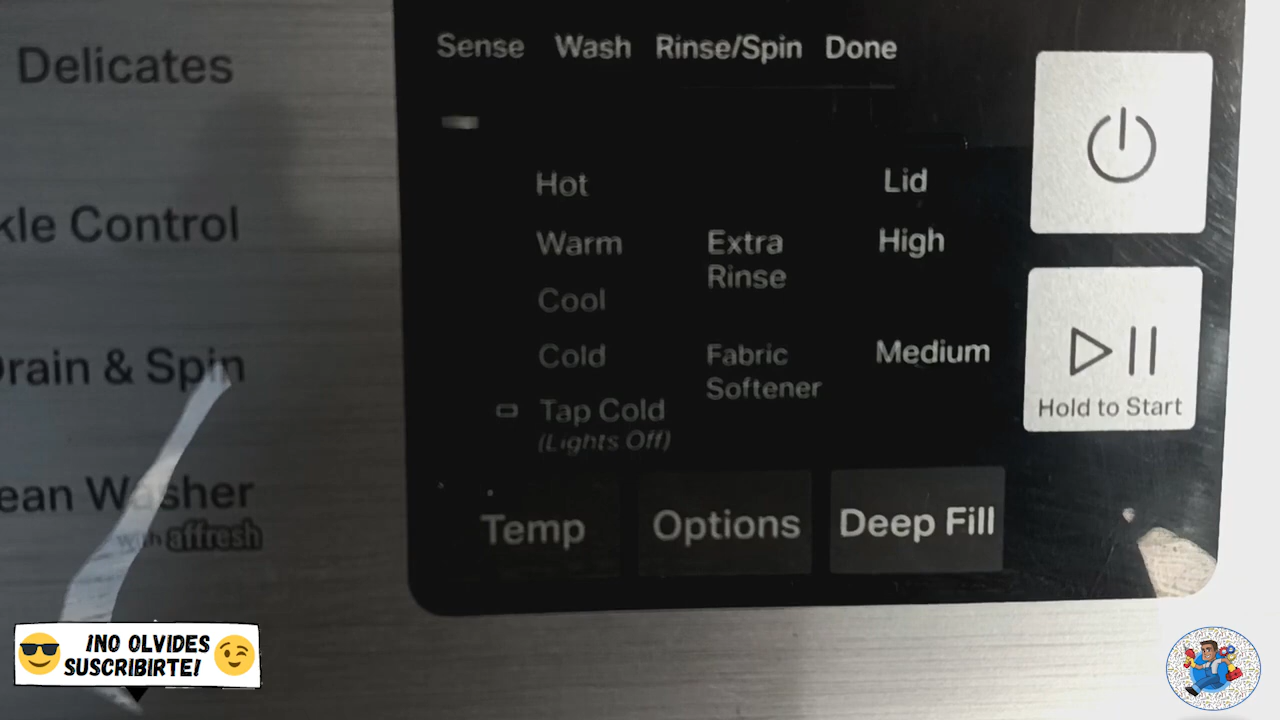 Sense Wash Rinse/Spin Done
Delicates
Hot
Lid
kle Control
Warm
Extra
Rinse
High
Cool
Drain & Spin
Cold
Fabric
Softener
Medium
Tap Cold
(Lights Off)
Hold to Start
ean Washer
with affresh
Temp
Options
Deep Fill
¡NO OLVIDES
SUSCRIBIRTE!